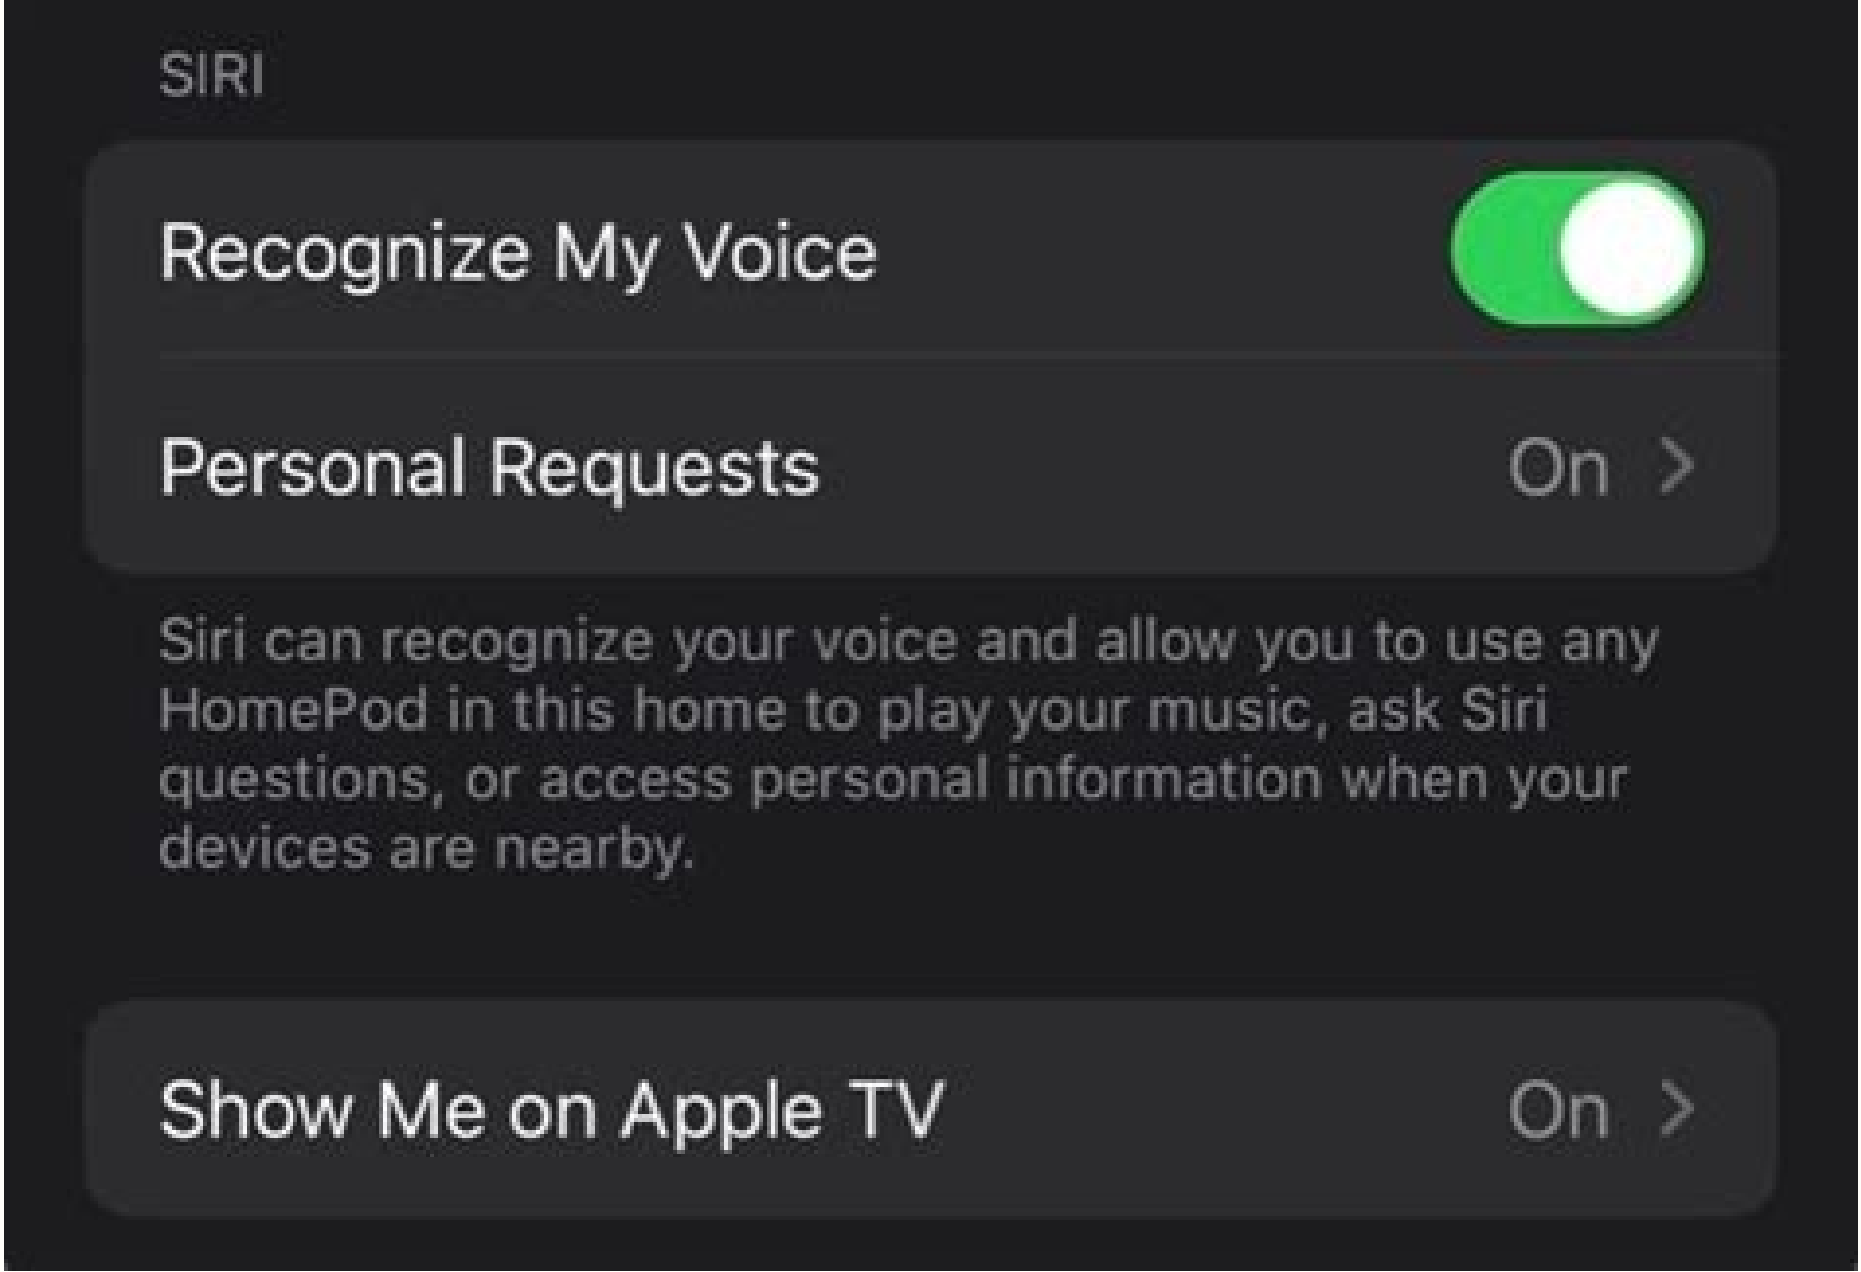 SIRI
Recognize My Voice
Personal Requests On
Siri can recognize your voice and allow you to use any
HomePod in this home to play your music, ask Siri
questions, or access personal information when your
devices are nearby.
Show Me on Apple TV On